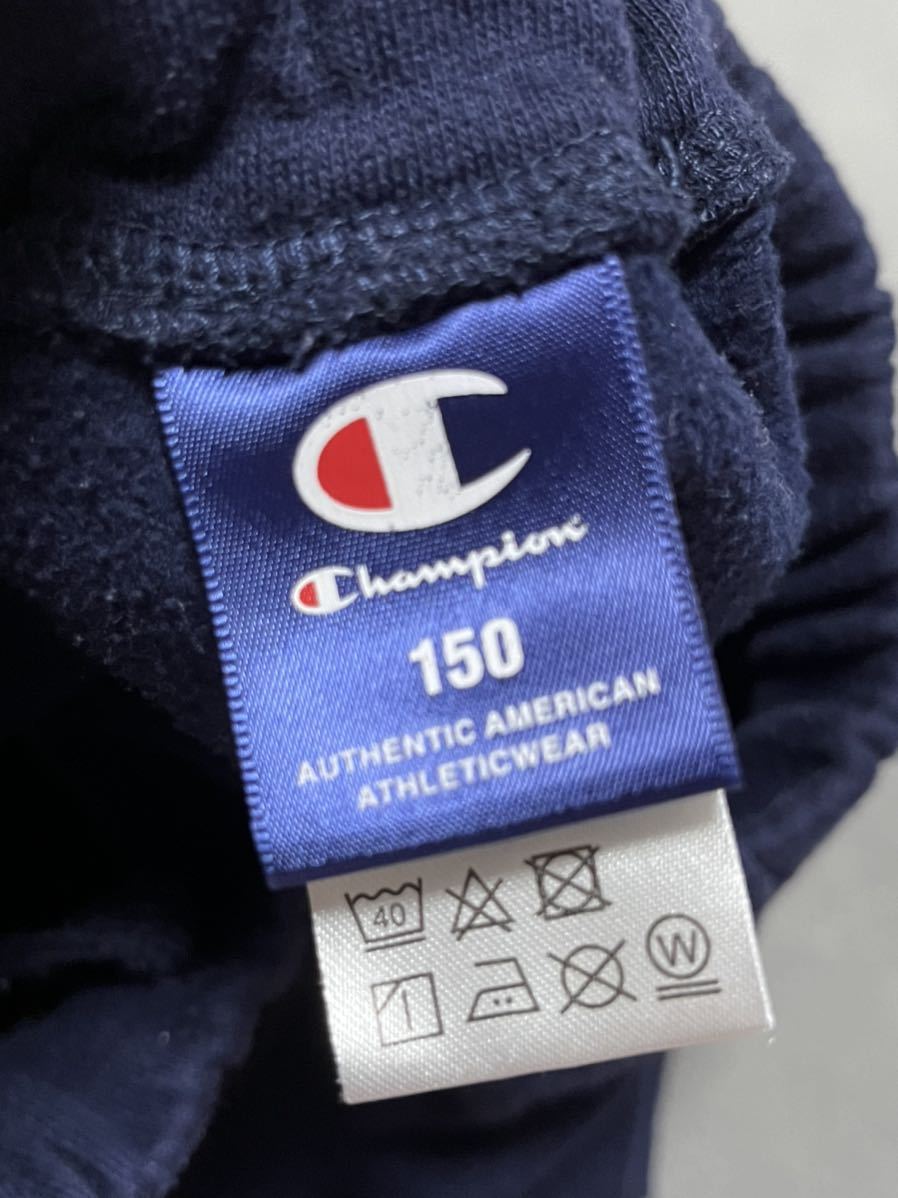 Champion
150
AUTHENTIC AMERICAN
ATHLETICWEAR
40
W